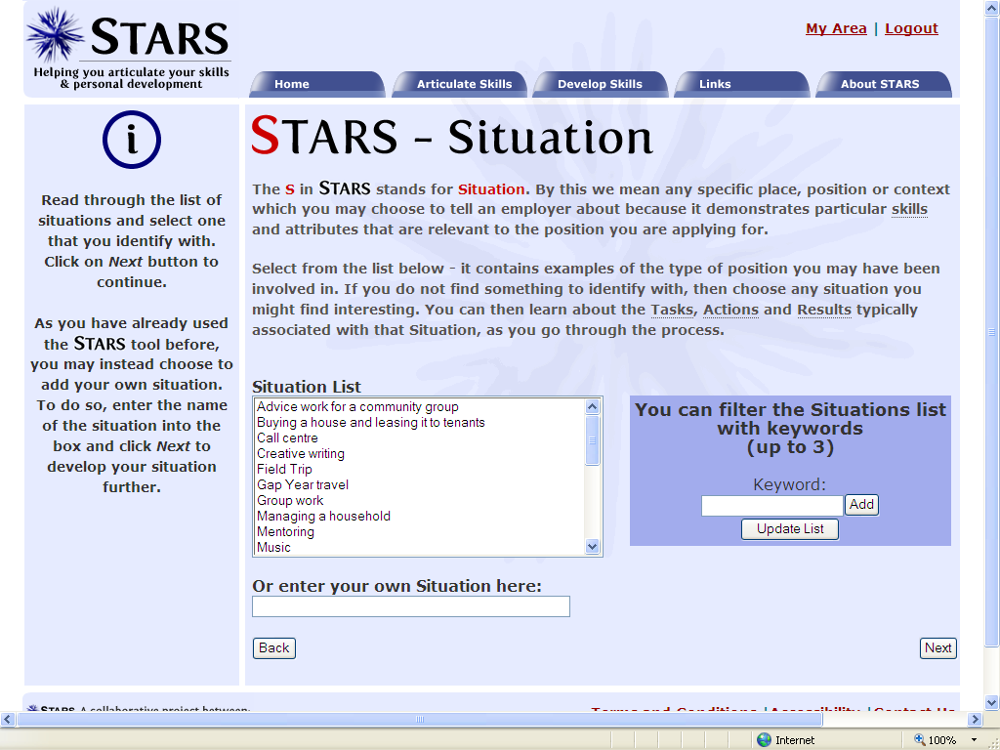 STARS
Helping you articulate your skills
& personal development
My Area | Logout
Home
Articulate Skills
Develop Skills
Links
About STARS
i
Read through the list of
situations and select one
that you identify with.
Click on Next button to
continue.
As you have already used
the STARS tool before,
you may instead choose to
add your own situation.
To do so, enter the name
of the situation into the
box and click Next to
develop your situation
further.
STARS - Situation
The S in STARS stands for Situation. By this we mean any specific place, position or context
which you may choose to tell an employer about because it demonstrates particular skills
and attributes that are relevant to the position you are applying for.
Select from the list below - it contains examples of the type of position you may have been
involved in. If you do not find something to identify with, then choose any situation you
might find interesting. You can then learn about the Tasks, Actions and Results typically
associated with that Situation, as you go through the process.
Situation List
Advice work for a community group
Buying a house and leasing it to tenants
Call centre
Creative writing
Field Trip
Gap Year travel
Group work
Managing a household
Mentoring
Music
You can filter the Situations list
with keywords
(up to 3)
Keyword:
Add
Update List
Or enter your own Situation here:
Back
Next
STARS A collaborative project between:
Terms and Conditions | Accessibility | Contact Us
Internet
100%